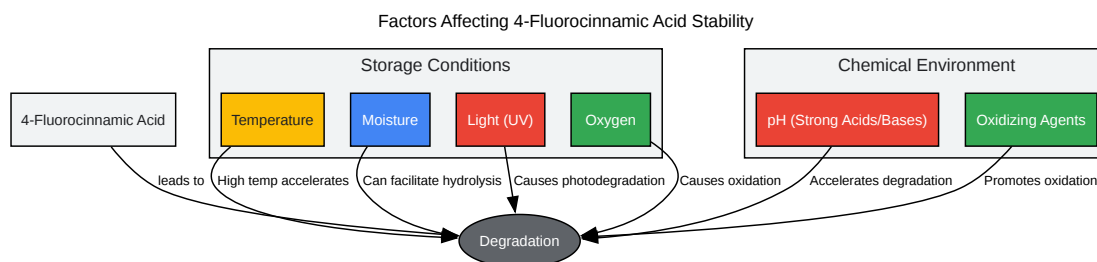 Factors Affecting 4-Fluorocinnamic Acid Stability
Storage Conditions
Chemical Environment
4-Fluorocinnamic Acid
Temperature
Moisture
Light (UV)
Oxygen
pH (Strong Acids/Bases)
Oxidizing Agents
leads to
High temp accelerates
Can facilitate hydrolysis
Causes photodegradation
Causes oxidation
Accelerates degradation
Promotes oxidation
Degradation